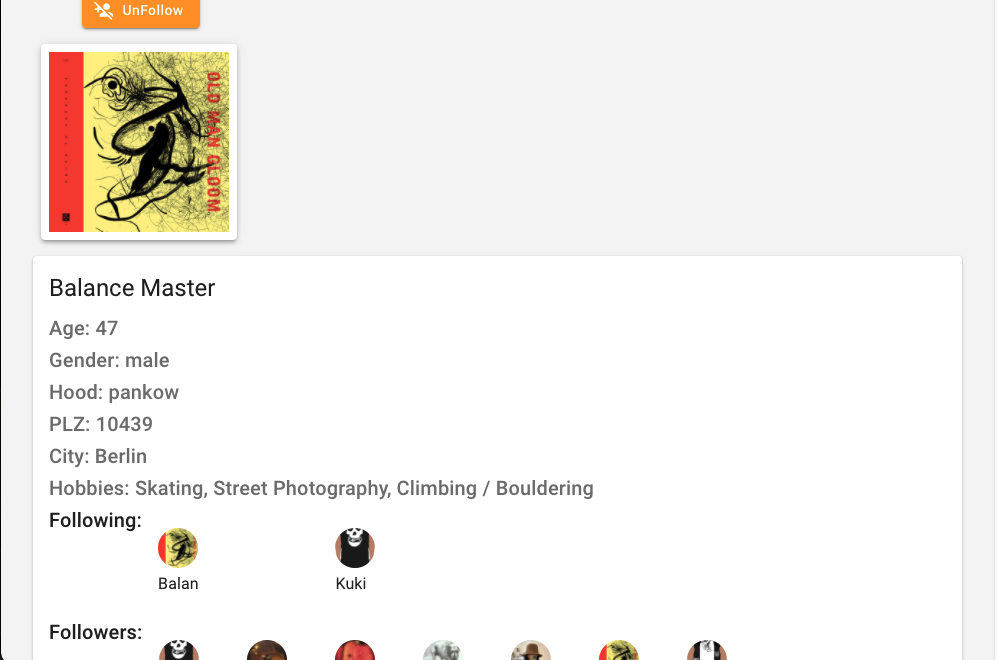 UnFollow
OLD MAN GLOOM
Balance Master
Age: 47
Gender: male
Hood: pankow
PLZ: 10439
City: Berlin
Hobbies: Skating, Street Photography, Climbing / Bouldering
Following:
Balan
Kuki
Followers: